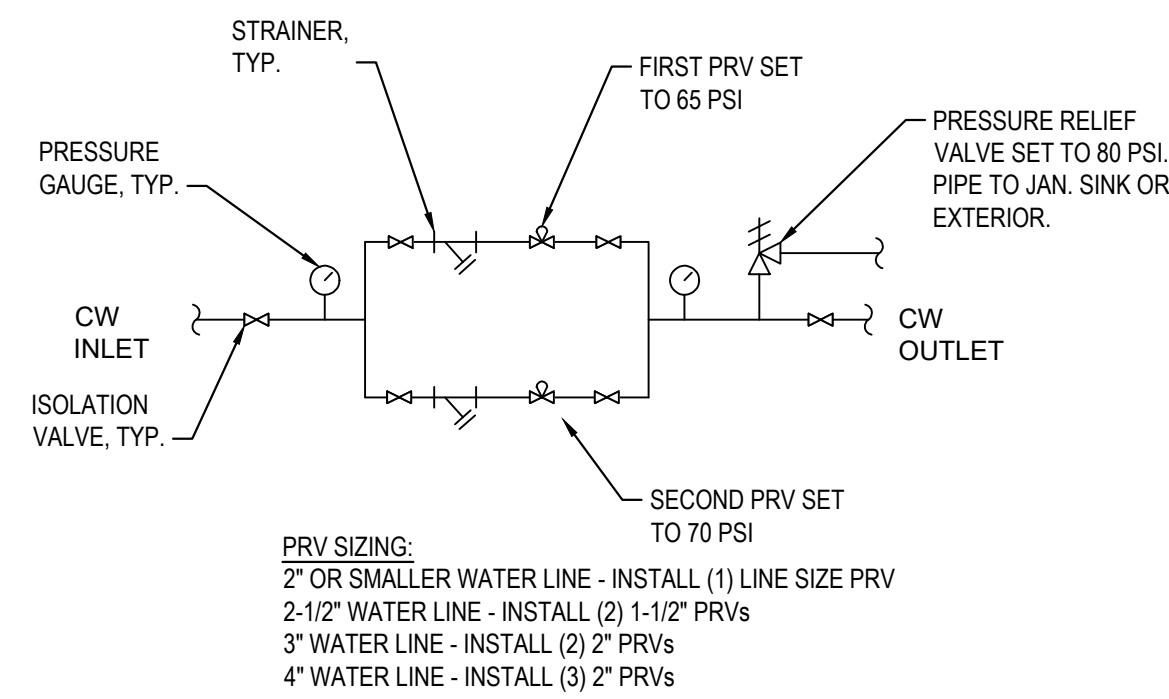 STRAINER,
TYP.
FIRST PRV SET
TO 65 PSI
PRESSURE RELIEF
VALVE SET TO 80 PSI.
PIPE TO JAN. SINK OR
EXTERIOR.
PRESSURE
GAUGE, TYP.
CW
INLET
CW
OUTLET
ISOLATION
VALVE, TYP.
SECOND PRV SET
TO 70 PSI
PRV SIZING:
2" OR SMALLER WATER LINE - INSTALL (1) LINE SIZE PRV
2-1/2" WATER LINE - INSTALL (2) 1-1/2" PRVs
3" WATER LINE - INSTALL (2) 2" PRVs
4" WATER LINE - INSTALL (3) 2" PRVs